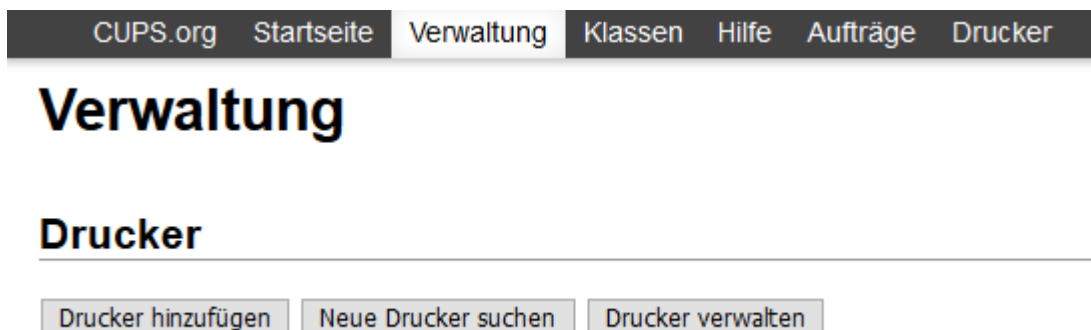 CUPS.org Startseite Verwaltung Klassen Hilfe Aufträge Drucker
Verwaltung
Drucker
Drucker hinzufügen Neue Drucker suchen Drucker verwalten